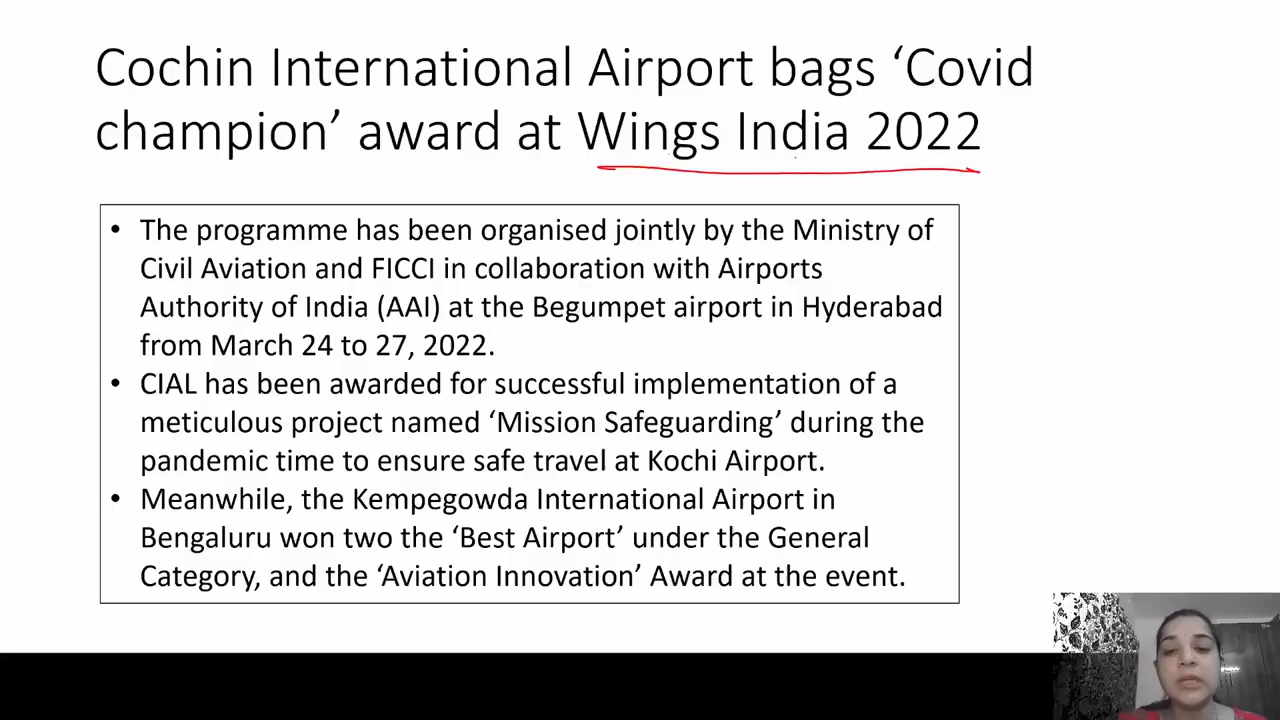 Cochin International Airport bags ‘Covid
champion’ award at Wings India 2022
• The programme has been organised jointly by the Ministry of
Civil Aviation and FICCI in collaboration with Airports
Authority of India (AAI) at the Begumpet airport in Hyderabad
from March 24 to 27, 2022.
• CIAL has been awarded for successful implementation of a
meticulous project named ‘Mission Safeguarding’ during the
pandemic time to ensure safe travel at Kochi Airport.
• Meanwhile, the Kempegowda International Airport in
Bengaluru won two the ‘Best Airport’ under the General
Category, and the ‘Aviation Innovation’ Award at the event.